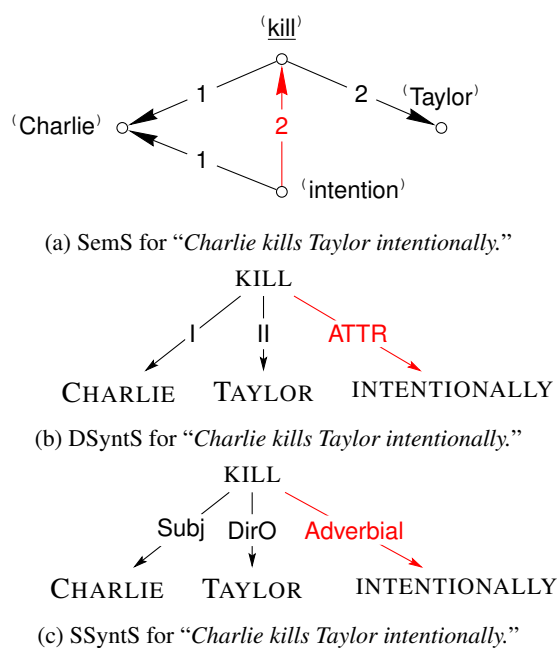 (kill)
1
2
(Taylor)
(Charlie)
2
1
(intention)
(a) SemS for “Charlie kills Taylor intentionally.”
KILL
I II ATTR
CHARLIE TAYLOR INTENTIONALLY
(b) DSyntS for “Charlie kills Taylor intentionally.”
KILL
Subj DirO Adverbial
CHARLIE TAYLOR INTENTIONALLY
(c) SSyntS for “Charlie kills Taylor intentionally.”